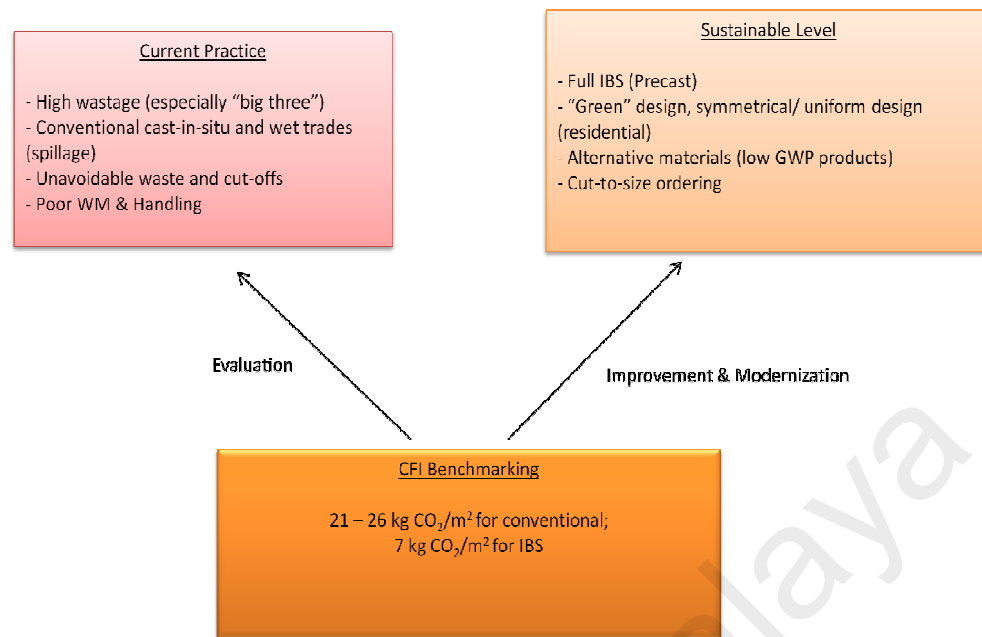 Current Practice
- High wastage (especially “big three”)
- Conventional cast-in-situ and wet trades
(spillage)
- Unavoidable waste and cut-offs
- Poor WM & Handling
Sustainable Level
- Full IBS (Precast)
- “Green” design, symmetrical/ uniform design
(residential)
- Alternative materials (low GWP products)
- Cut-to-size ordering
Evaluation
Improvement & Modernization
CFI Benchmarking
21 – 26 kg CO₂/m² for conventional;
7 kg CO₂/m² for IBS
laya